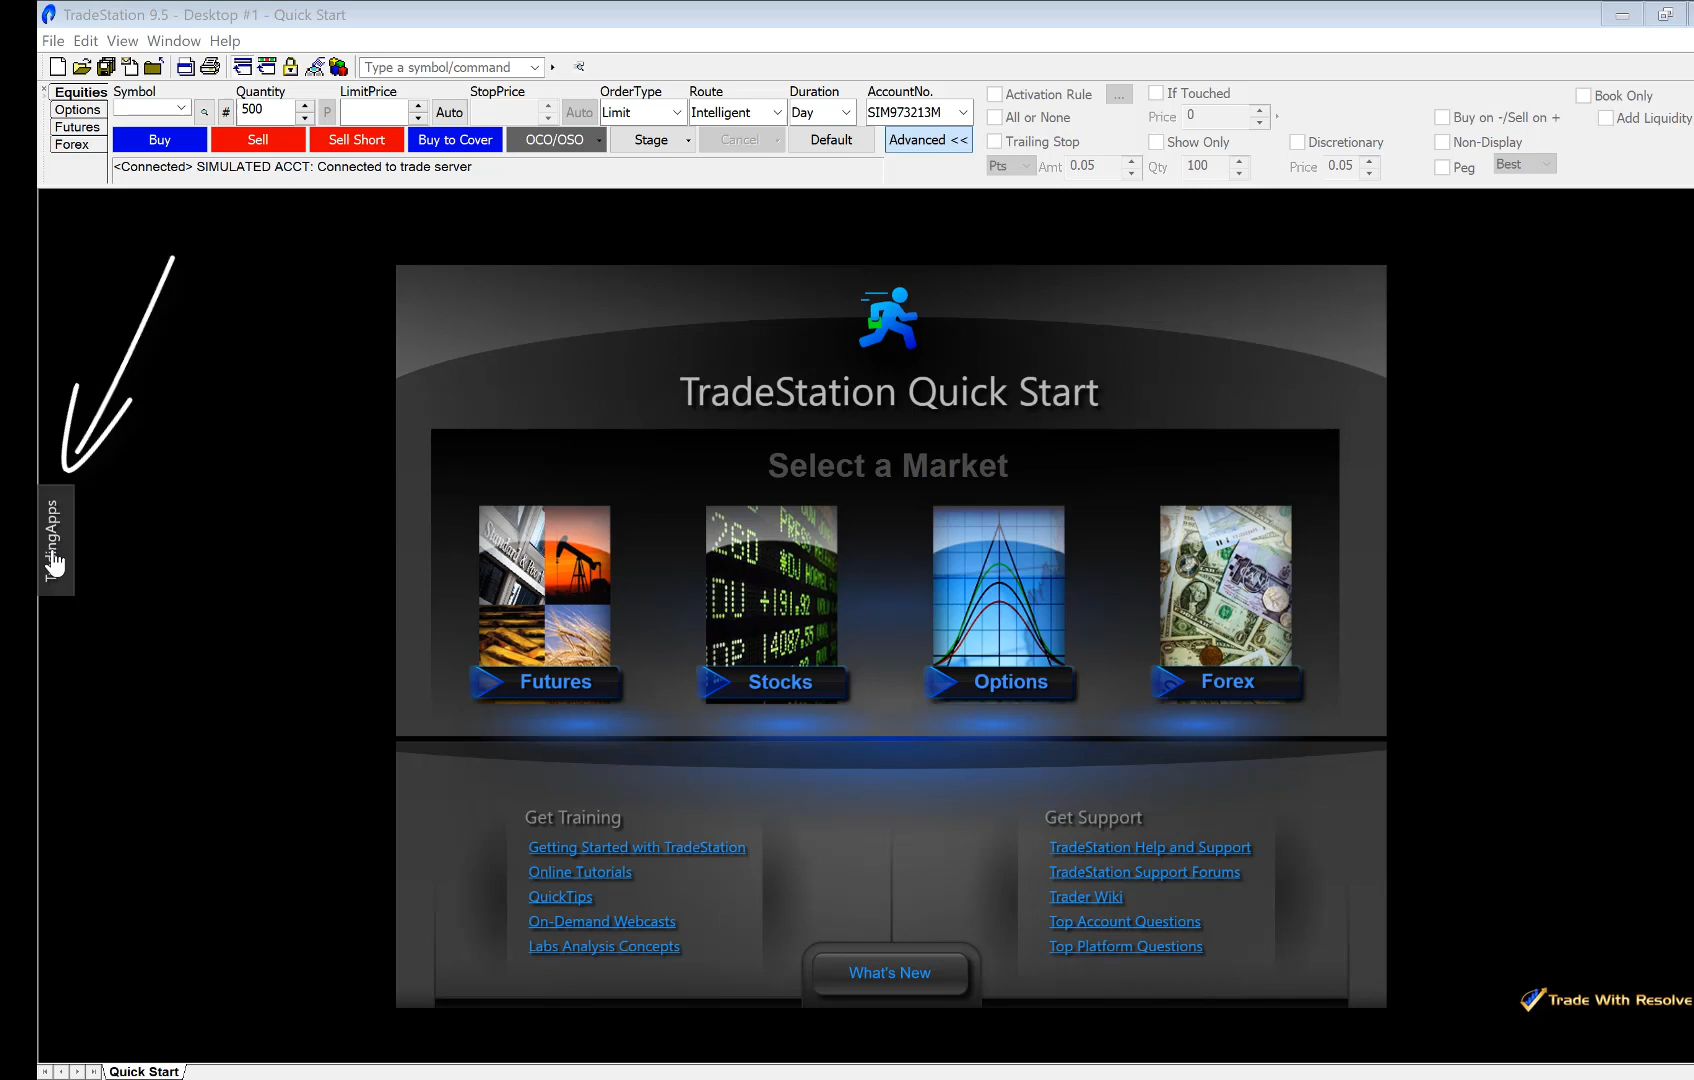 TradeStation 9.5 - Desktop #1 - Quick Start
File Edit View Window Help
Type a symbol/command
Equities Symbol Quantity LimitPrice StopPrice OrderType Route Duration AccountNo.
Options
Futures
Forex
500 P Auto Auto Limit Intelligent Day SIM973213M
#
Buy Sell Sell Short Buy to Cover OCO/OSO Stage Cancel Default Advanced <<
<Connected> SIMULATED ACCT: Connected to trade server
Activation Rule ... If Touched Book Only
All or None Price 0 Buy on -/Sell on + Add Liquidity
Trailing Stop Show Only Discretionary Non-Display
Pts Amt 0.05 Qty 100 Price 0.05 Peg Best
TradeStation Quick Start
Select a Market
Futures Stocks Options Forex
Get Training
Getting Started with TradeStation
Online Tutorials
QuickTips
On-Demand Webcasts
Labs Analysis Concepts
Get Support
TradeStation Help and Support
TradeStation Support Forums
Trader Wiki
Top Account Questions
Top Platform Questions
What's New
Trade With Resolve
Quick Start